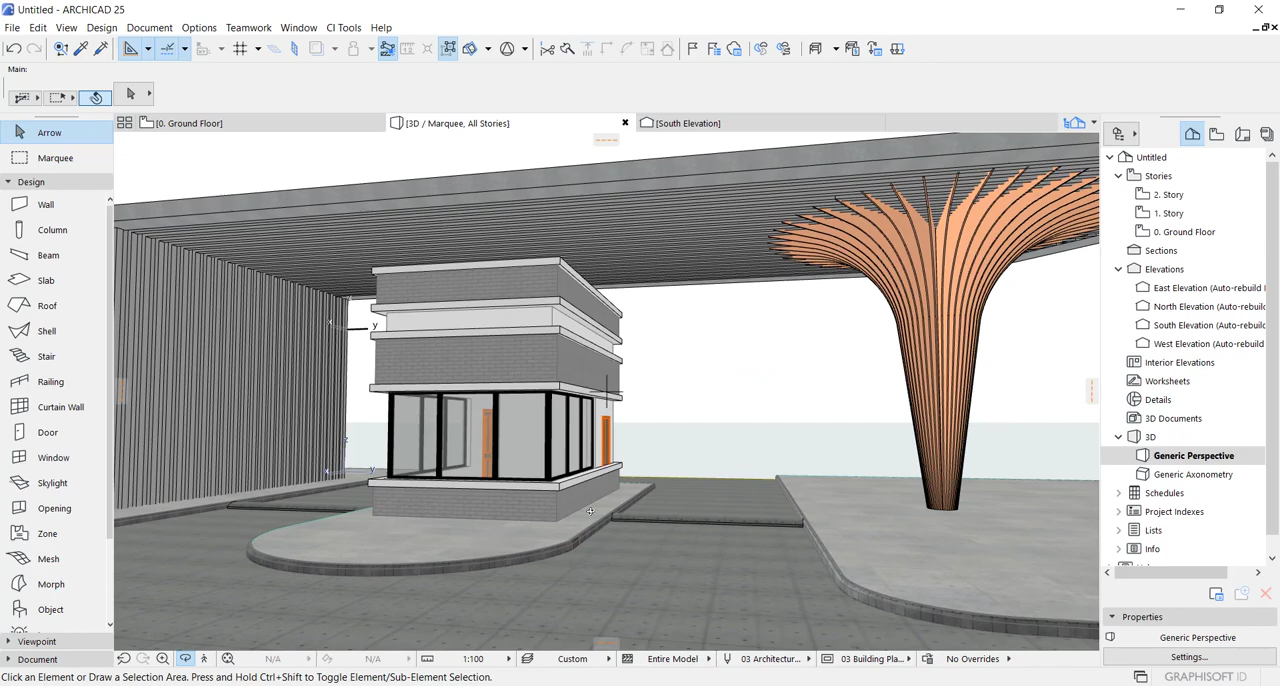 Untitled - ARCHICAD 25
File Edit View Design Document Options Teamwork Window CI Tools Help
Main:
[0. Ground Floor]
[3D / Marquee, All Stories]
[South Elevation]
Arrow
Marquee
Design
Wall
Column
Beam
Slab
Roof
Shell
Stair
Railing
Curtain Wall
Door
Window
Skylight
Opening
Zone
Mesh
Morph
Object
Viewpoint
Document
x
y
z
x
y
Untitled
Stories
2. Story
1. Story
0. Ground Floor
Sections
Elevations
East Elevation (Auto-rebuild
North Elevation (Auto-rebuild
South Elevation (Auto-rebuild
West Elevation (Auto-rebuild
Interior Elevations
Worksheets
Details
3D Documents
3D
Generic Perspective
Generic Axonometry
Schedules
Project Indexes
Lists
Info
Properties
Generic Perspective
Settings...
N/A
N/A
1:100
Custom
Entire Model
03 Architectur...
03 Building Pla...
No Overrides
Click an Element or Draw a Selection Area. Press and Hold Ctrl+Shift to Toggle Element/Sub-Element Selection.
GRAPHISOFT ID